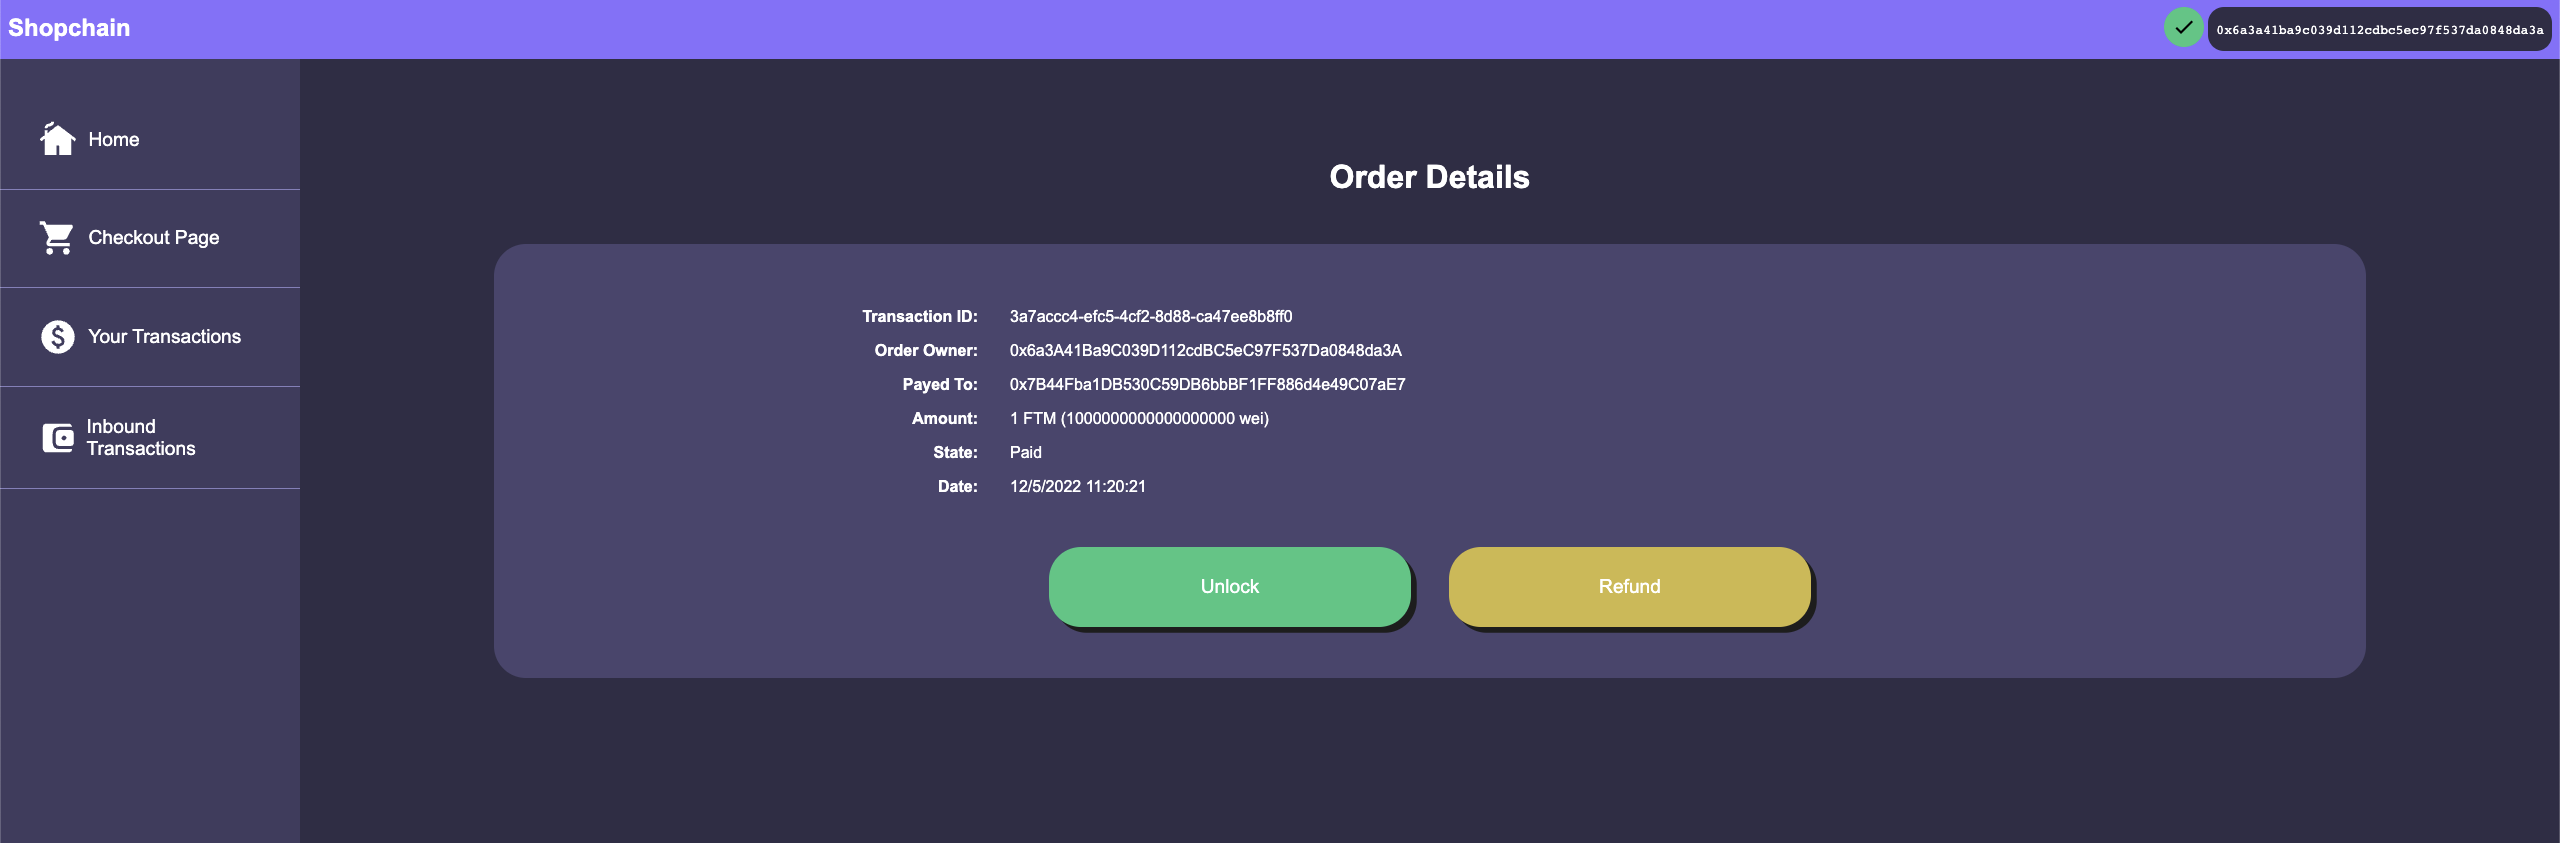 Shopchain
0x6a3a41ba9c039d112cdbc5ec97f537da0848da3a
Home
Checkout Page
Your Transactions
Inbound
Transactions
Order Details
Transaction ID: 3a7accc4-efc5-4cf2-8d88-ca47ee8b8ff0
Order Owner: 0x6a3A41Ba9C039D112cdBC5eC97F537Da0848da3A
Payed To: 0x7B44Fba1DB530C59DB6bbBF1FF886d4e49C07aE7
Amount: 1 FTM (1000000000000000000 wei)
State: Paid
Date: 12/5/2022 11:20:21
Unlock Refund